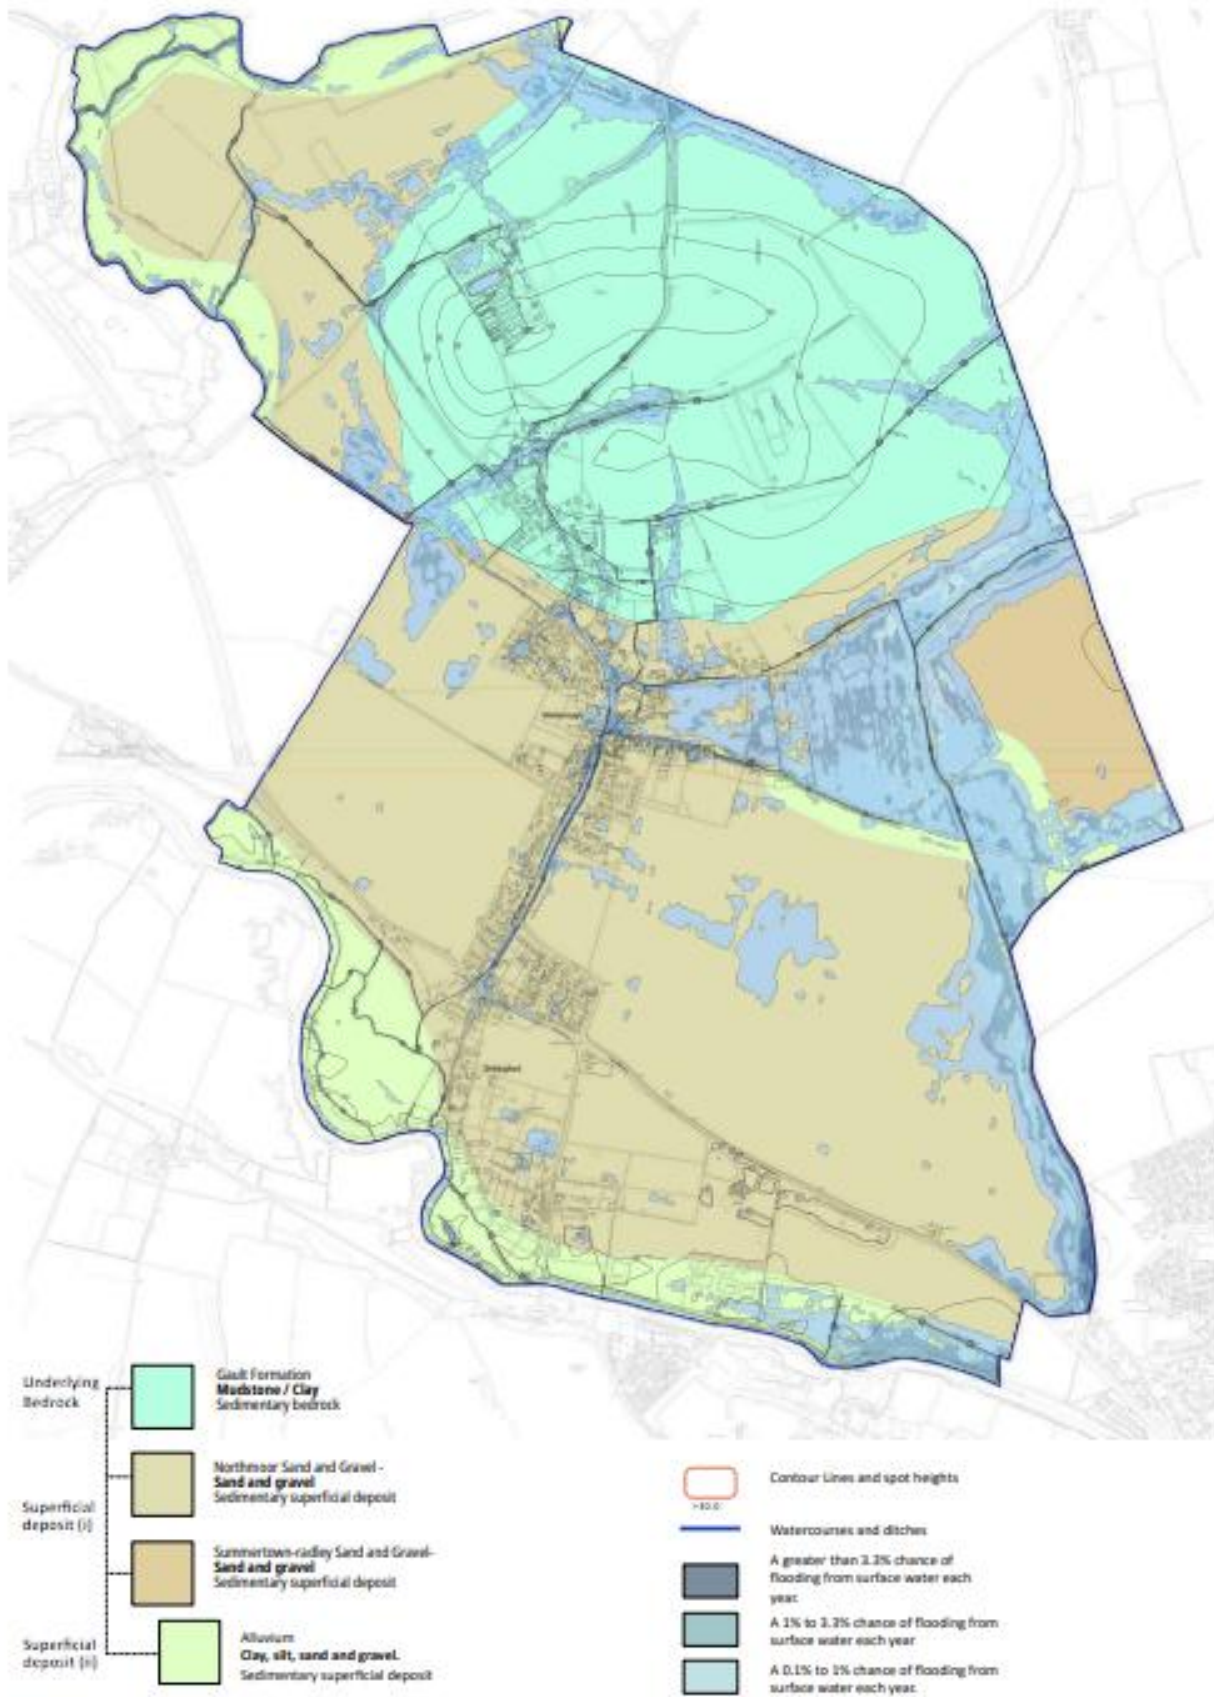 Underlying
Bedrock
Gault Formation
Mudstone / Clay
Sedimentary bedrock
Northmoor Sand and Gravel -
Sand and gravel
Sedimentary superficial deposit
Superficial
deposit (i)
Summertown-radley Sand and Gravel-
Sand and gravel
Sedimentary superficial deposit
Superficial
deposit (ii)
Alluvium
Clay, silt, sand and gravel.
Sedimentary superficial deposit
Contour Lines and spot heights
Watercourses and ditches
A greater than 3.3% chance of
flooding from surface water each
year.
A 1% to 3.3% chance of flooding from
surface water each year
A 0.1% to 1% chance of flooding from
surface water each year.